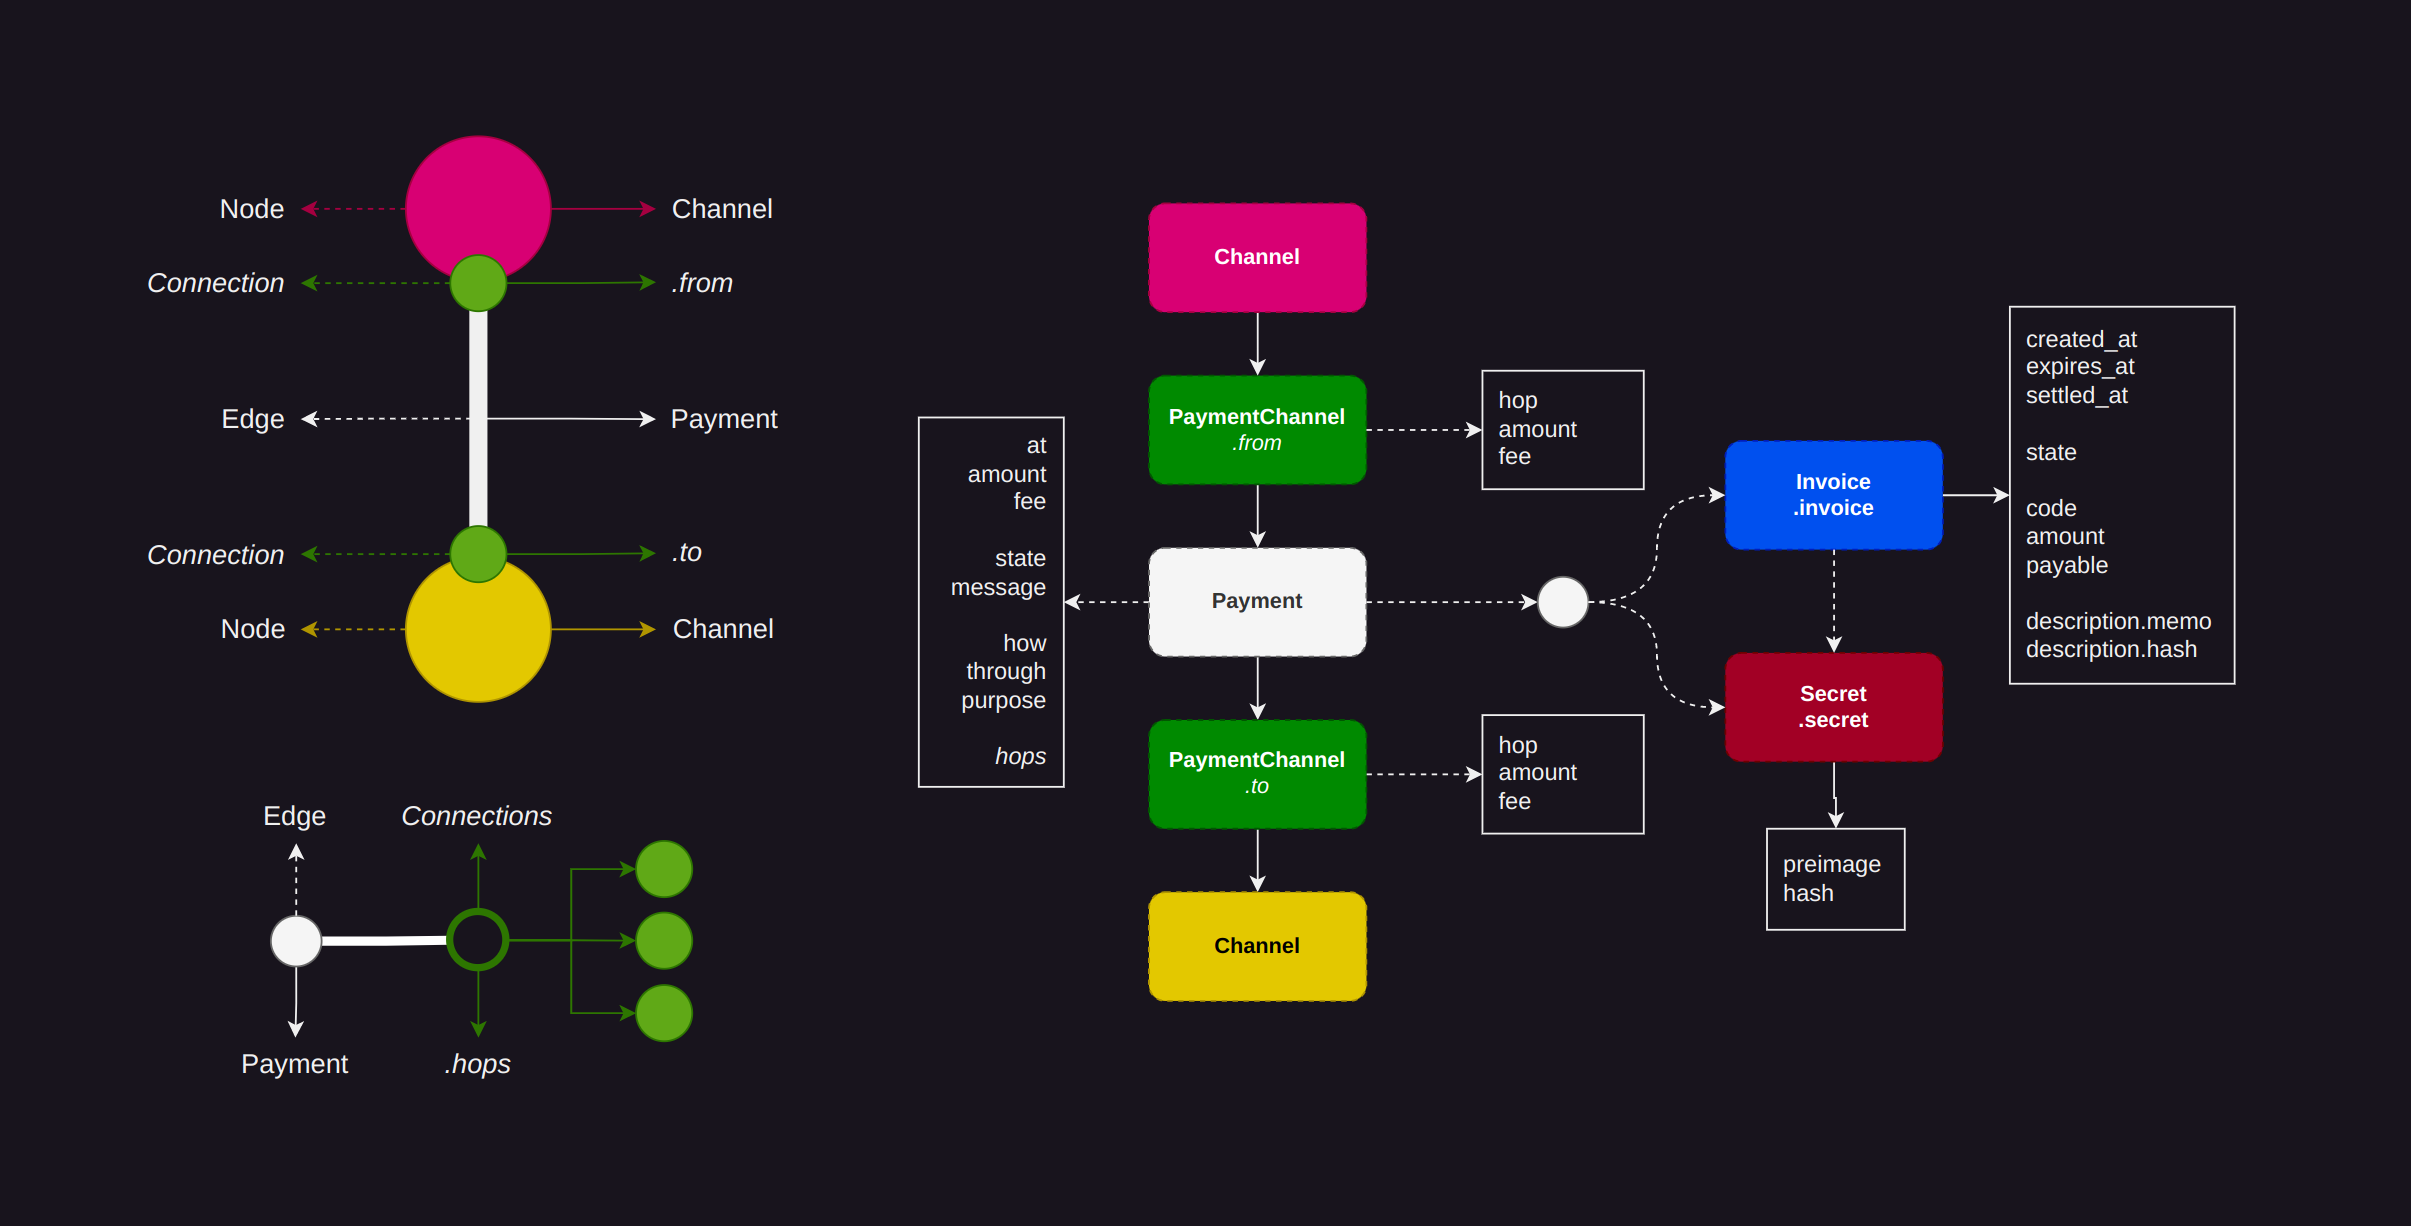 Node
Channel
Connection
.from
Edge
Payment
Connection
.to
Node
Channel
Edge
Connections
Payment
.hops
Channel
PaymentChannel
.from
hop
amount
fee
at
amount
fee
state
message
how
through
purpose
hops
Payment
PaymentChannel
.to
hop
amount
fee
Channel
Invoice
.invoice
created_at
expires_at
settled_at
state
code
amount
payable
description.memo
description.hash
Secret
.secret
preimage
hash